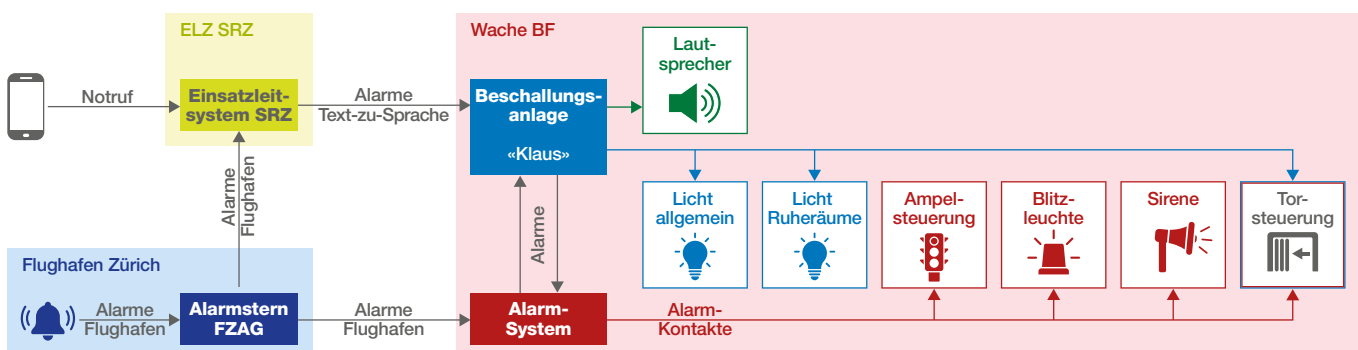 ELZ SRZ
Wache BF
Notruf
Einsatzleit-
system SRZ
Alarme
Text-zu-Sprache
Beschallungs-
anlage
«Klaus»
Laut-
sprecher
Alarme
Flughafen
Alarme
Licht
allgemein
Licht
Ruheräume
Ampel-
steuerung
Blitz-
leuchte
Sirene
Tor-
steuerung
Flughafen Zürich
Alarme
Flughafen
Alarmstern
FZAG
Alarme
Flughafen
Alarm-
System
Alarm-
Kontakte